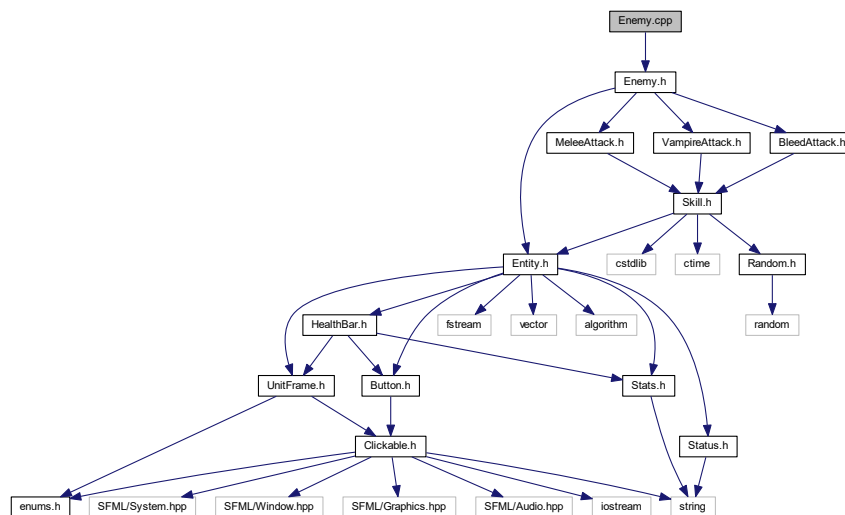 Enemy.cpp
Enemy.h
MeleeAttack.h
VampireAttack.h
BleedAttack.h
Skill.h
Entity.h
cstdlib
ctime
Random.h
HealthBar.h
fstream
vector
algorithm
random
UnitFrame.h
Button.h
Stats.h
Clickable.h
Status.h
enums.h
SFML/System.hpp
SFML/Window.hpp
SFML/Graphics.hpp
SFML/Audio.hpp
iostream
string